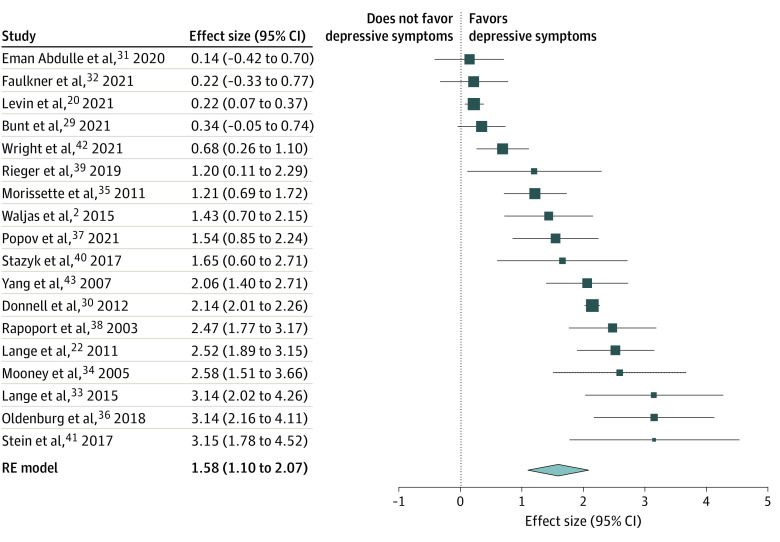 Does not favor
depressive symptoms
Favors
depressive symptoms
Study Effect size (95% CI)
Eman Abdulle et al,31 2020 0.14 (–0.42 to 0.70)
Faulkner et al,32 2021 0.22 (–0.33 to 0.77)
Levin et al,20 2021 0.22 (0.07 to 0.37)
Bunt et al,29 2021 0.34 (-0.05 to 0.74)
Wright et al,42 2021 0.68 (0.26 to 1.10)
Rieger et al,39 2019 1.20 (0.11 to 2.29)
Morissette et al,35 2011 1.21 (0.69 to 1.72)
Waljas et al,2 2015 1.43 (0.70 to 2.15)
Popov et al,37 2021 1.54 (0.85 to 2.24)
Stazyk et al,40 2017 1.65 (0.60 to 2.71)
Yang et al,43 2007 2.06 (1.40 to 2.71)
Donnell et al,30 2012 2.14 (2.01 to 2.26)
Rapoport et al,38 2003 2.47 (1.77 to 3.17)
Lange et al,22 2011 2.52 (1.89 to 3.15)
Mooney et al,34 2005 2.58 (1.51 to 3.66)
Lange et al,33 2015 3.14 (2.02 to 4.26)
Oldenburg et al,36 2018 3.14 (2.16 to 4.11)
Stein et al,41 2017 3.15 (1.78 to 4.52)
RE model 1.58 (1.10 to 2.07)
-1 0 1 2 3 4 5
Effect size (95% CI)